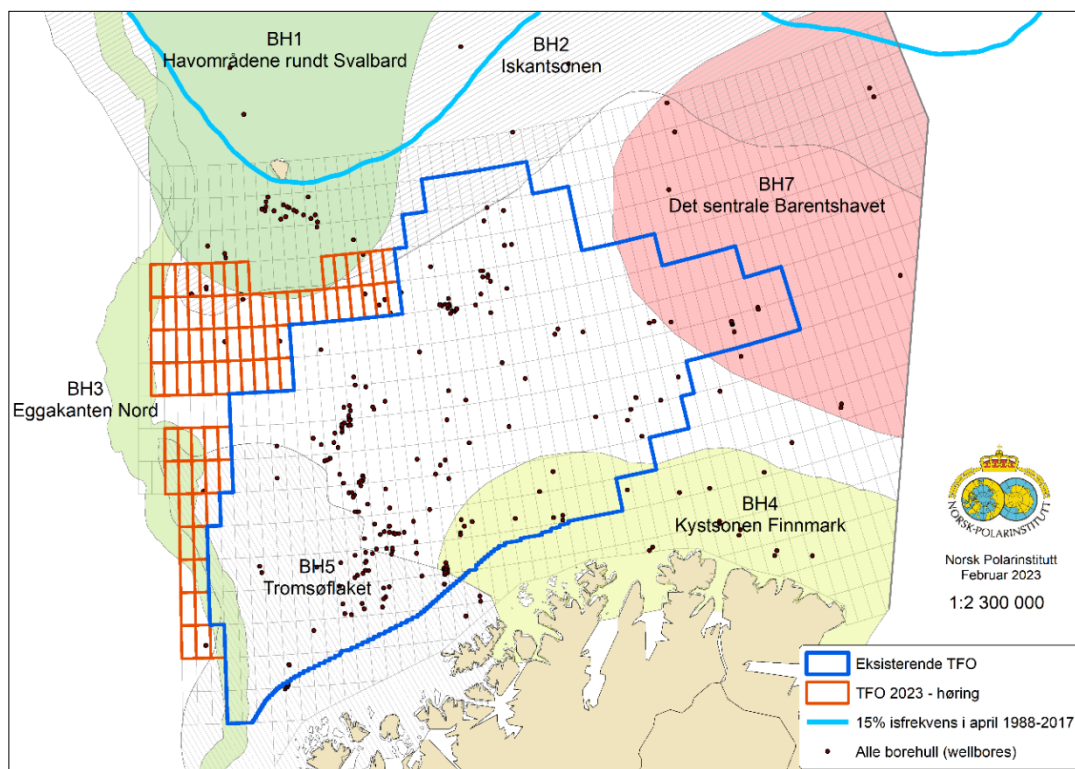 BH1
Havområdene rundt Svalbard
BH2
Iskantsonen
BH7
Det sentrale Barentshavet
BH3
Eggakanten Nord
BH4
Kystsonen Finnmark
BH5
Tromsøflaket
NORSK-POLARINSTITUTT
Norsk Polarinstitutt
Februar 2023
1:2 300 000
Eksisterende TFO
TFO 2023 - høring
15% isfrekvens i april 1988-2017
Alle borehull (wellbores)